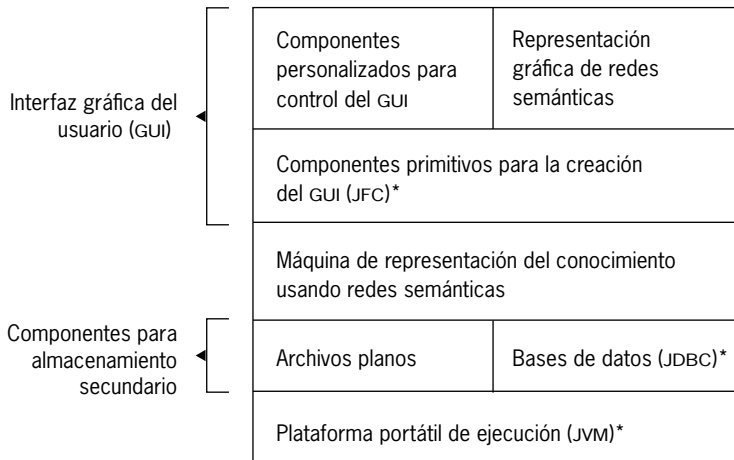 Interfaz gráfica del
usuario (GUI)
Componentes
personalizados para
control del GUI
Representación
gráfica de redes
semánticas
Componentes primitivos para la creación
del GUI (JFC)*
Máquina de representación del conocimiento
usando redes semánticas
Componentes para
almacenamiento
secundario
Archivos planos
Bases de datos (JDBC)*
Plataforma portátil de ejecución (JVM)*